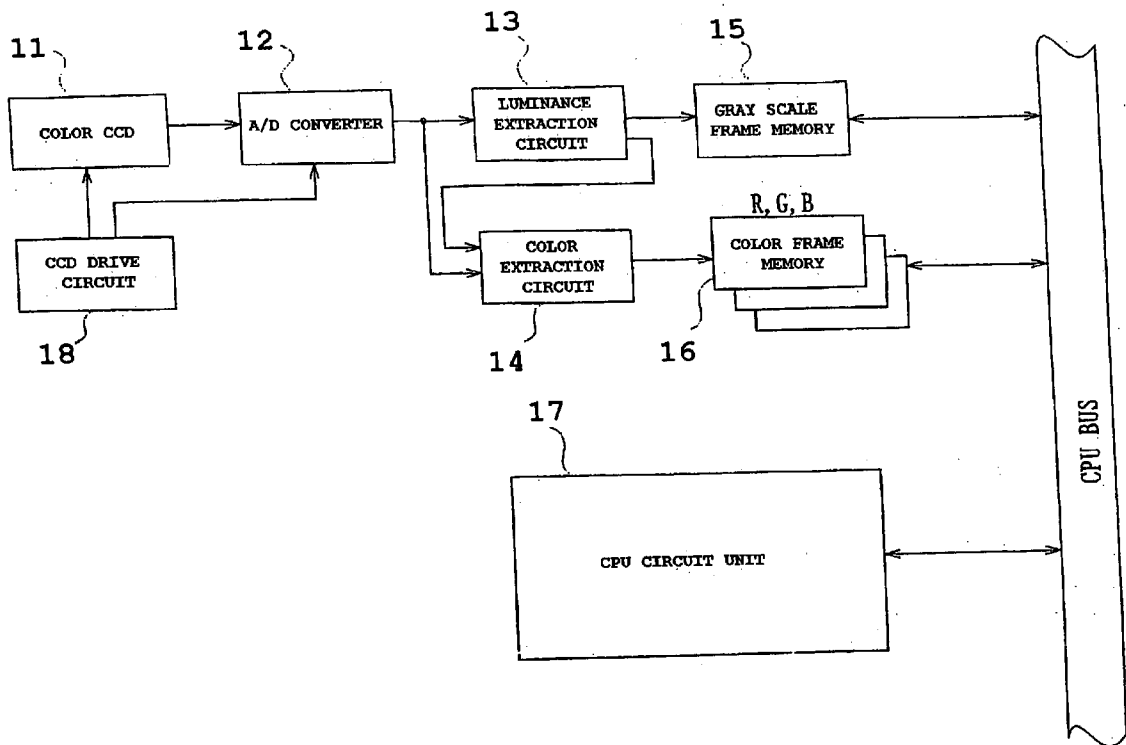 11
12
13
15
COLOR CCD
A/D CONVERTER
LUMINANCE
EXTRACTION
CIRCUIT
GRAY SCALE
FRAME MEMORY
R, G, B
CCD DRIVE
CIRCUIT
COLOR
EXTRACTION
CIRCUIT
COLOR FRAME
MEMORY
18
14
16
17
CPU CIRCUIT UNIT
CPU BUS